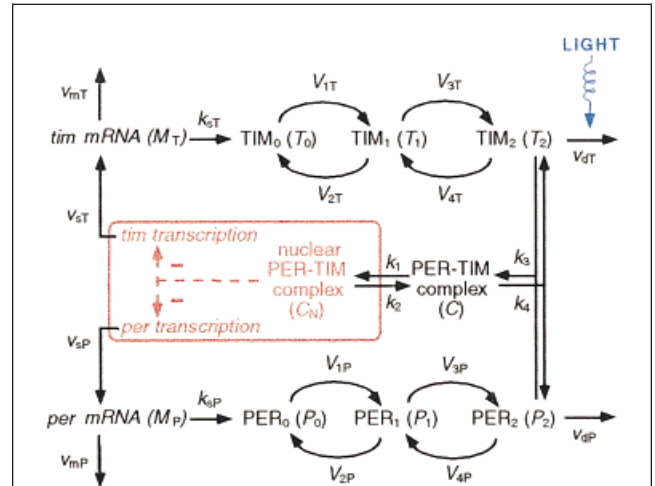 LIGHT
v_mT
V_1T
V_3T
k_sT
tim mRNA (M_T)
TIM_0 (T_0)
TIM_1 (T_1)
TIM_2 (T_2)
v_dT
V_2T
V_4T
v_sT
tim transcription
nuclear
PER-TIM
complex
(C_N)
k_1
k_2
PER-TIM
complex
(C)
k_3
k_4
per transcription
v_sP
V_1P
V_3P
k_sP
per mRNA (M_P)
PER_0 (P_0)
PER_1 (P_1)
PER_2 (P_2)
v_dP
V_2P
V_4P
v_mP